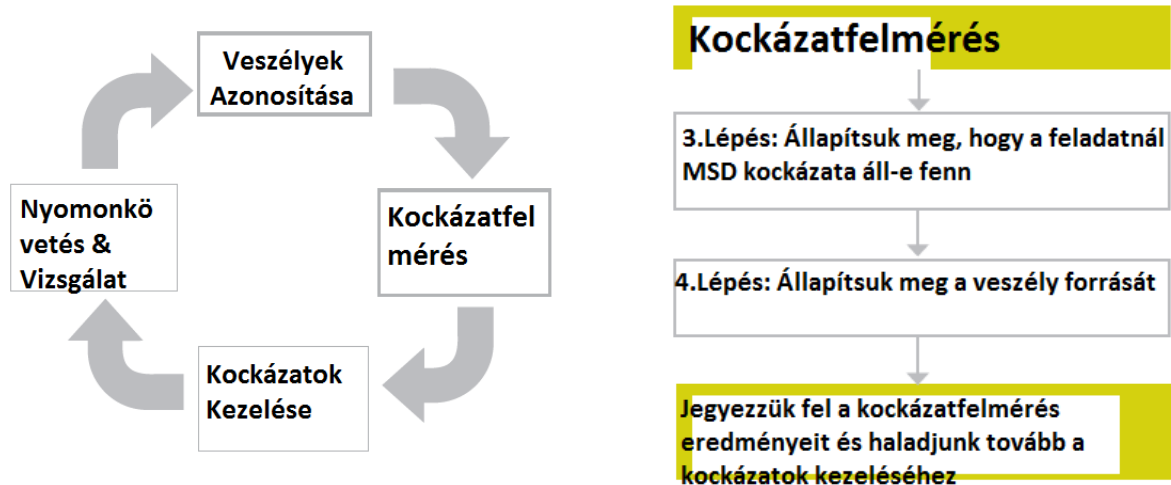 Veszélyek
Azonosítása
Kockázatfel
mérés
Kockázatok
Kezelése
Nyomonkö
vetés &
Vizsgálat
Kockázatfelmérés
3.Lépés: Állapítsuk meg, hogy a feladatnál
MSD kockázata áll-e fenn
4.Lépés: Állapítsuk meg a veszély forrását
Jegyezzük fel a kockázatfelmérés
eredményeit és haladjunk tovább a
kockázatok kezeléséhez